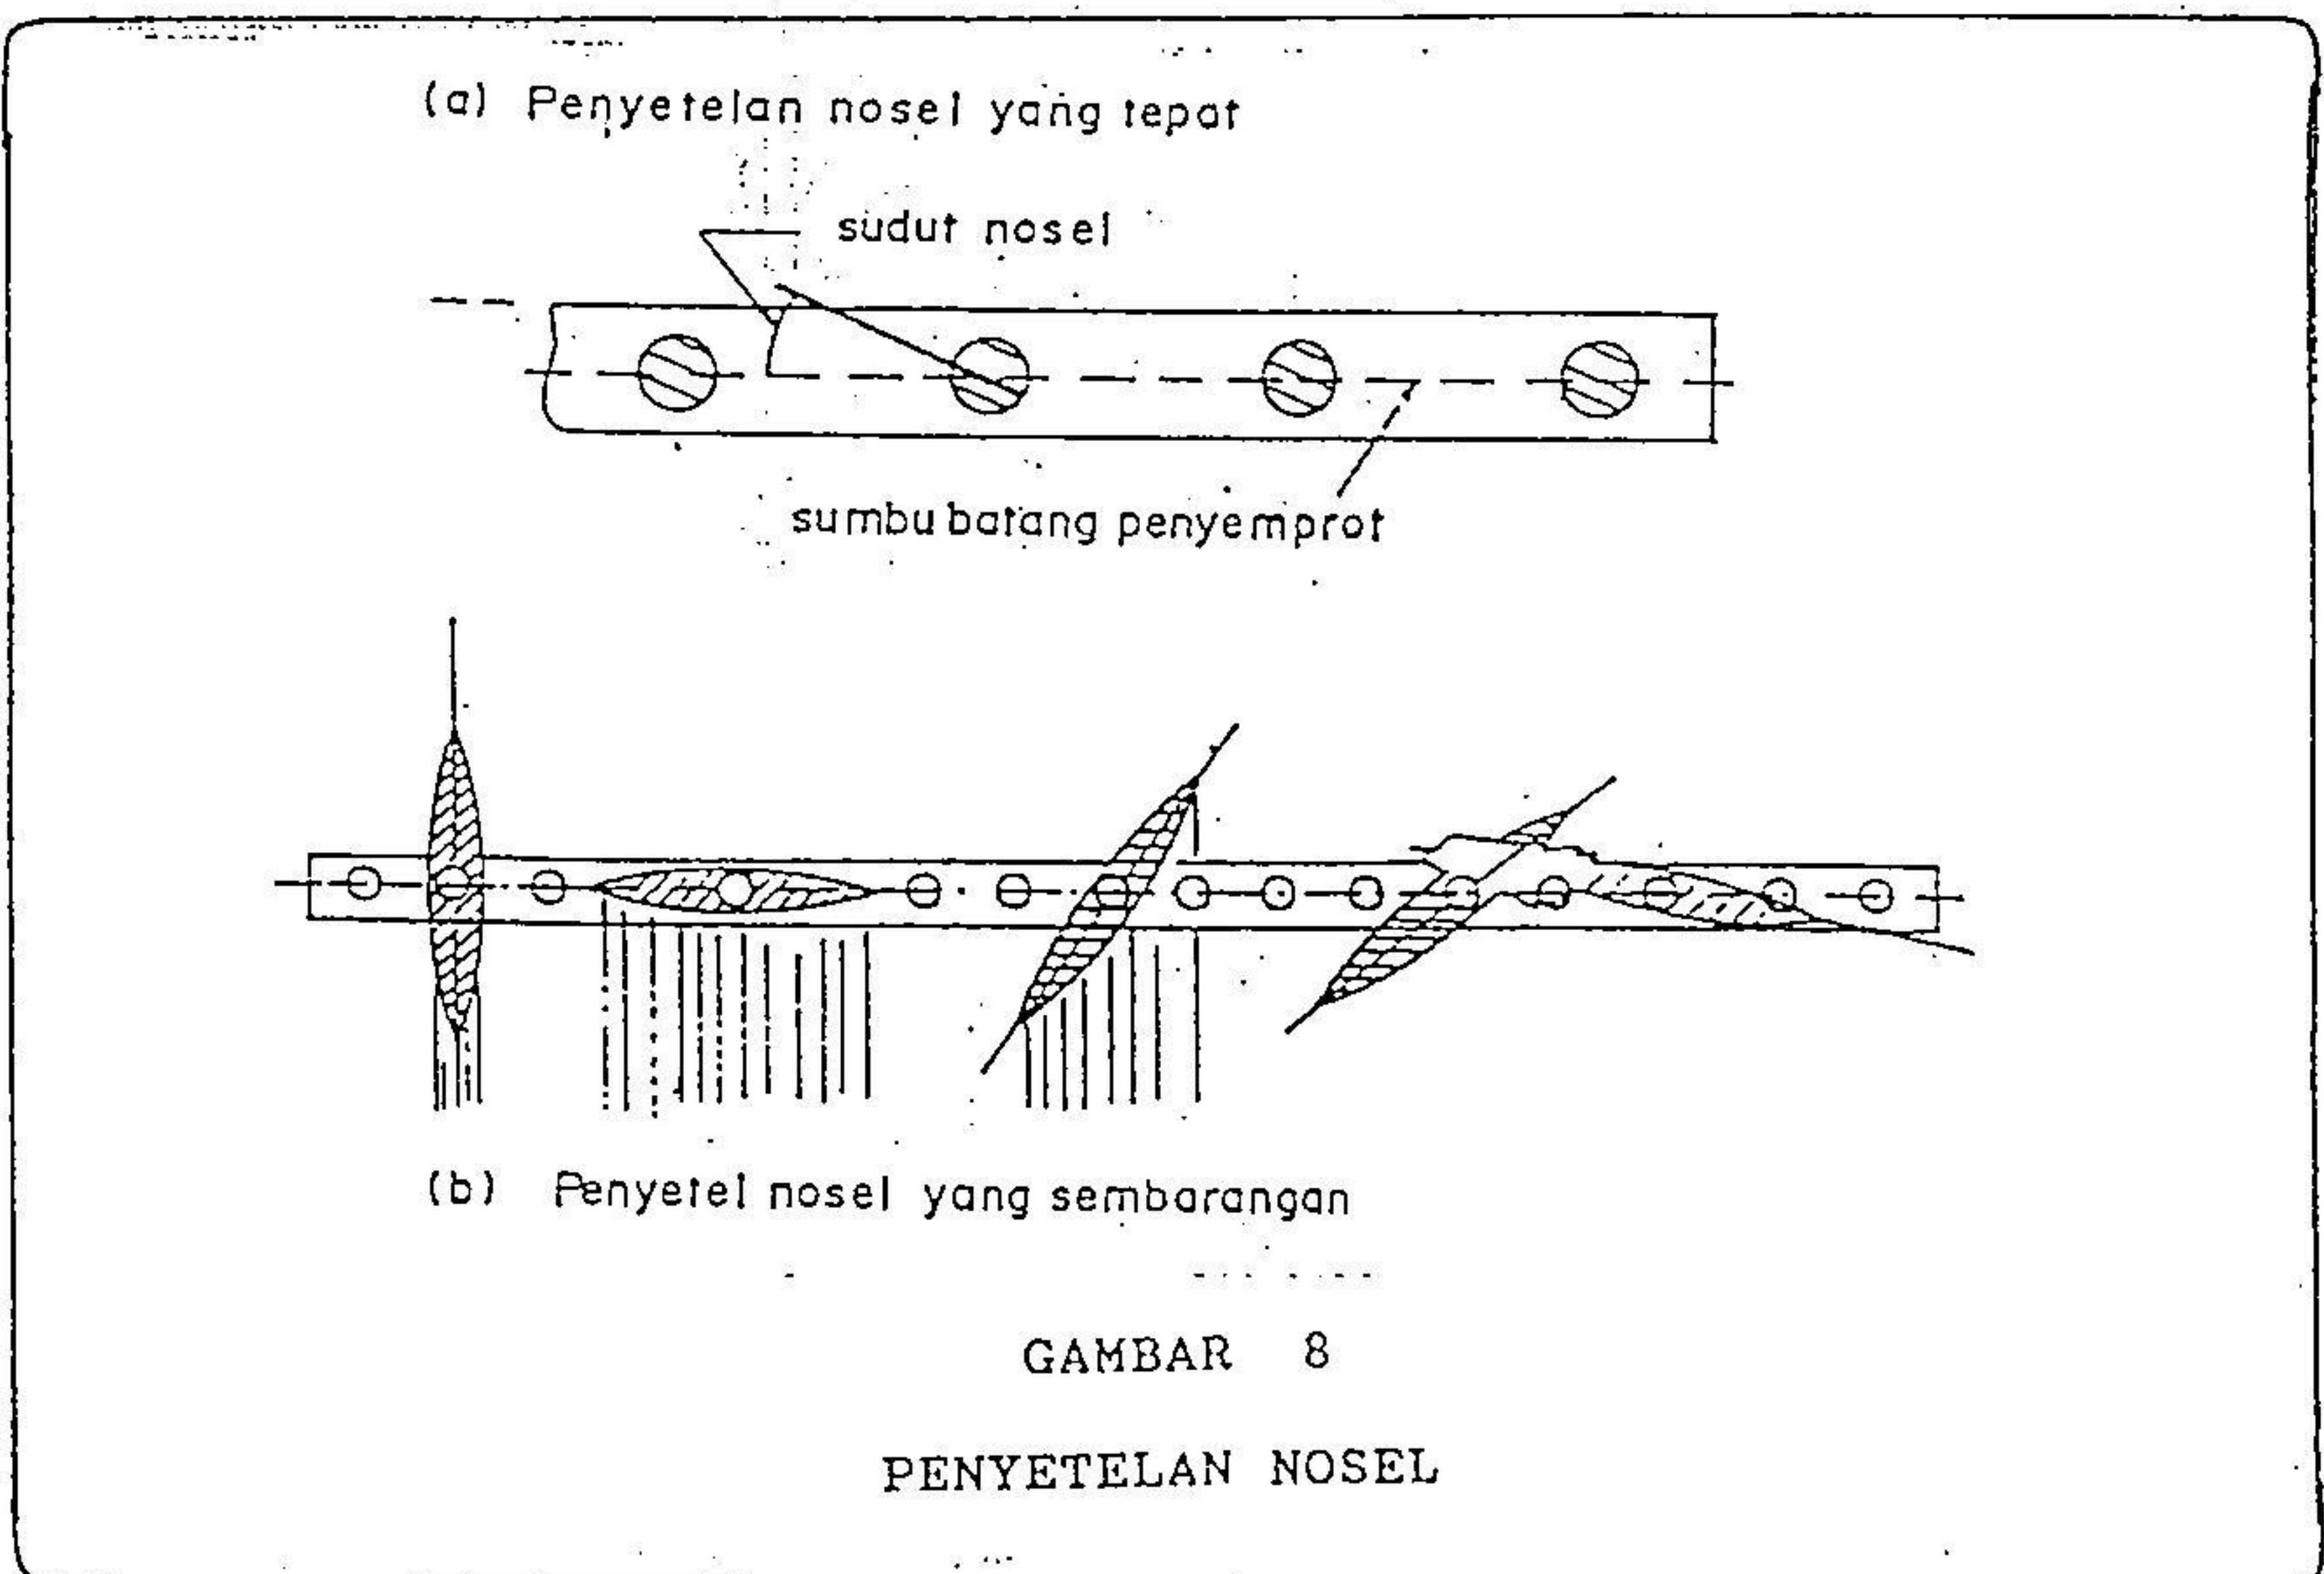 (a) Penyetelan nosel yang tepat
sudut nosel
sumbu batang penyemprot
(b) Penyetel nosel yang sembarangan
GAMBAR 8
PENYETELAN NOSEL